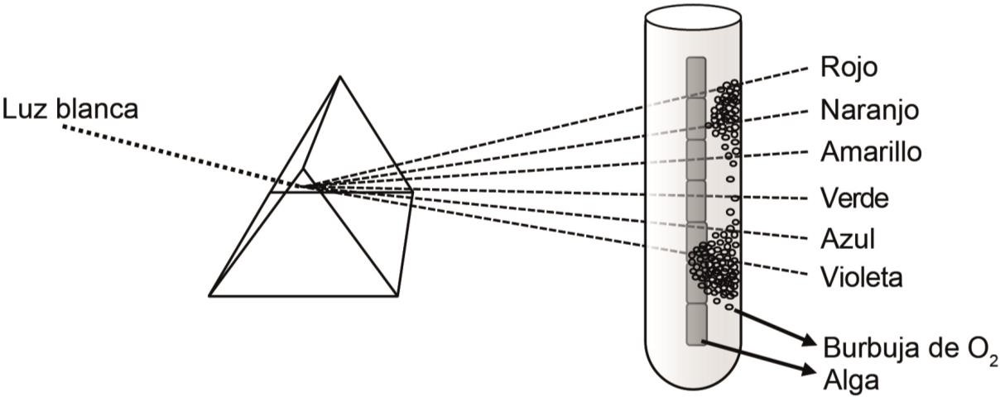 Luz blanca
Rojo
Naranjo
Amarillo
Verde
Azul
Violeta
Burbuja de O₂
Alga